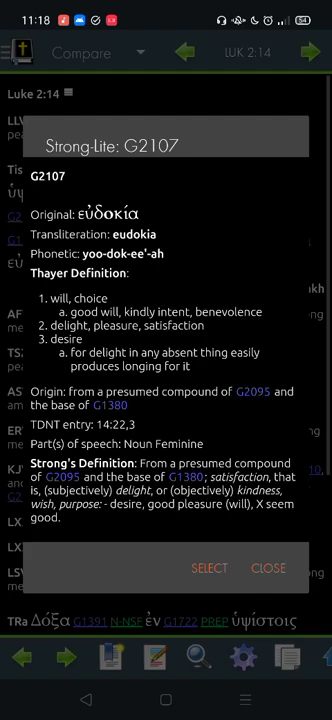 11:18
54
Compare
LUK 2:14
Luke 2:14
LLV
pea
Strong-Lite: G2107
Tis
G2107
Original: εὐδοκία
Transliteration: eudokia
Phonetic: yoo-dok-ee'-ah
Thayer Definition:
1. will, choice
a. good will, kindly intent, benevolence
2. delight, pleasure, satisfaction
3. desire
a. for delight in any absent thing easily
produces longing for it
Origin: from a presumed compound of G2095 and
the base of G1380
TDNT entry: 14:22,3
Part(s) of speech: Noun Feminine
Strong's Definition: From a presumed compound
of G2095 and the base of G1380; satisfaction, that
is, (subjectively) delight, or (objectively) kindness,
wish, purpose: - desire, good pleasure (will), X seem
good.
SELECT CLOSE
TRa Δόξα G1391 N-NSF ἐν G1722 PREP ὑψίστοις